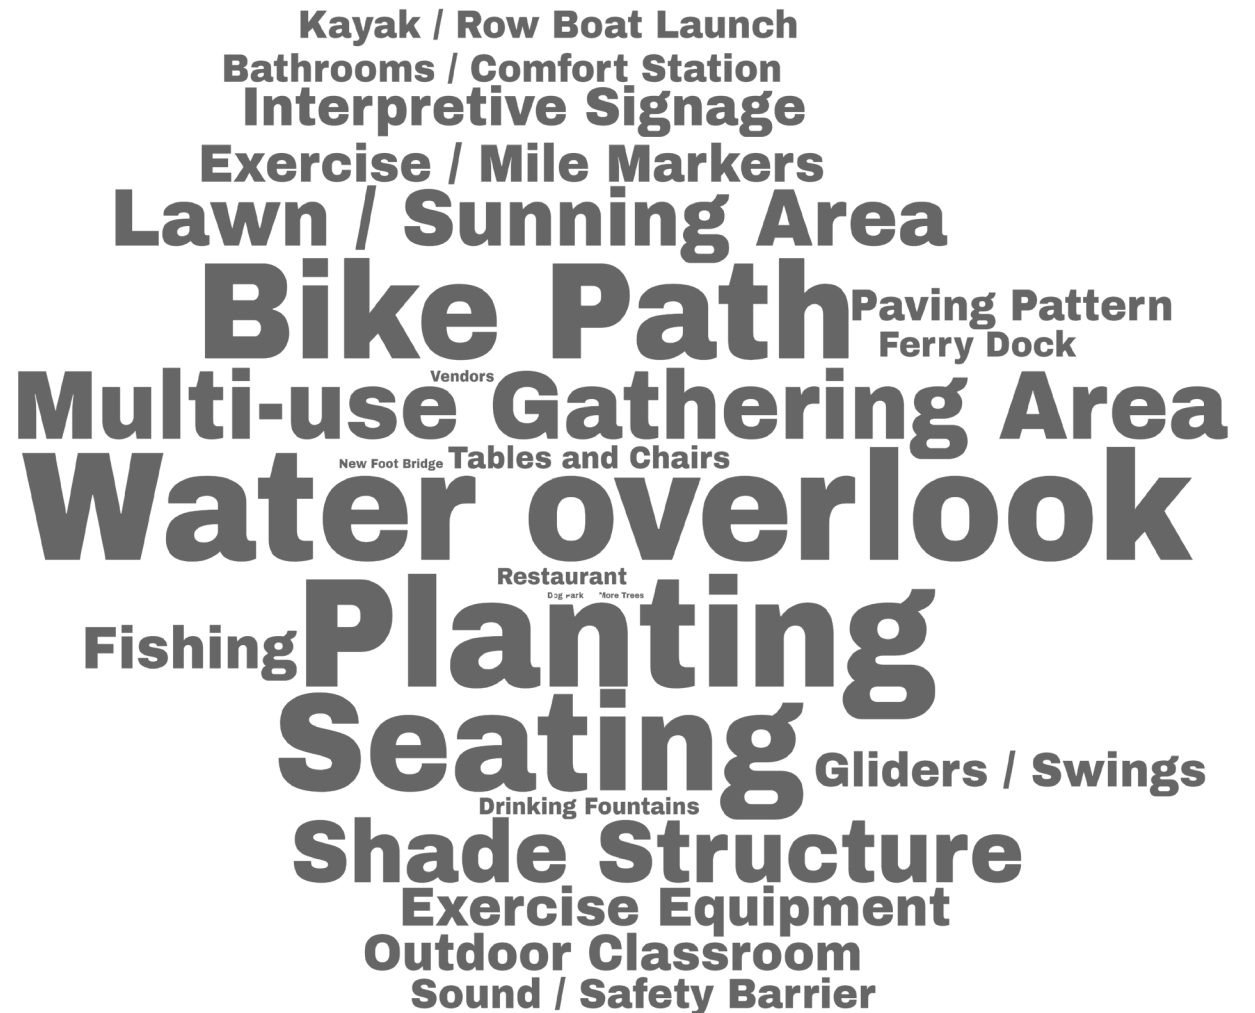 Kayak / Row Boat Launch
Bathrooms / Comfort Station
Interpretive Signage
Exercise / Mile Markers
Lawn / Sunning Area
Bike Path
Paving Pattern
Ferry Dock
Vendors
Multi-use Gathering Area
New Foot Bridge
Tables and Chairs
Water overlook
Restaurant
Dog Park
More Trees
Fishing
Planting
Seating
Gliders / Swings
Drinking Fountains
Shade Structure
Exercise Equipment
Outdoor Classroom
Sound / Safety Barrier